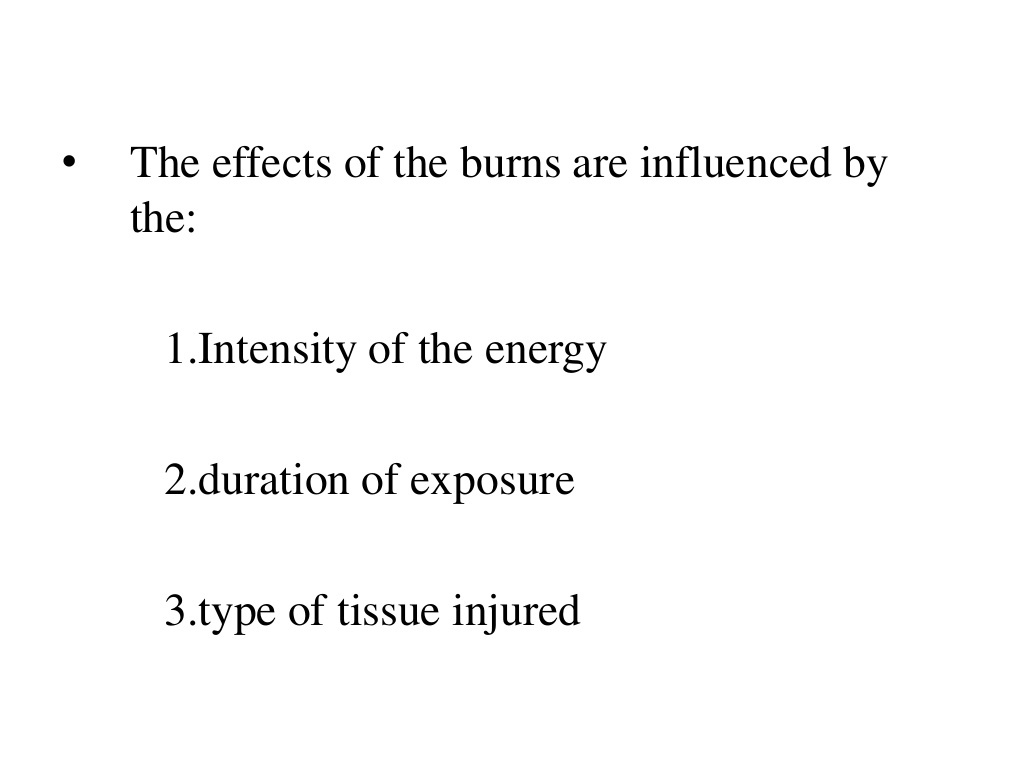 • The effects of the burns are influenced by
the:
1.Intensity of the energy
2.duration of exposure
3.type of tissue injured